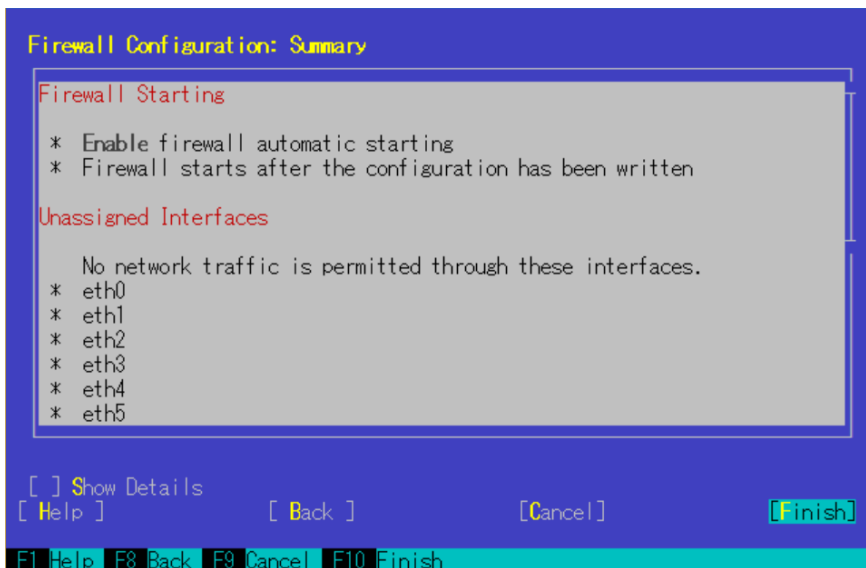 Firewall Configuration: Summary
Firewall Starting
* Enable firewall automatic starting
* Firewall starts after the configuration has been written
Unassigned Interfaces
No network traffic is permitted through these interfaces.
* eth0
* eth1
* eth2
* eth3
* eth4
* eth5
[ ] Show Details
[ Help ] [ Back ] [Cancel] [Finish]
F1 Help F8 Back F9 Cancel F10 Finish